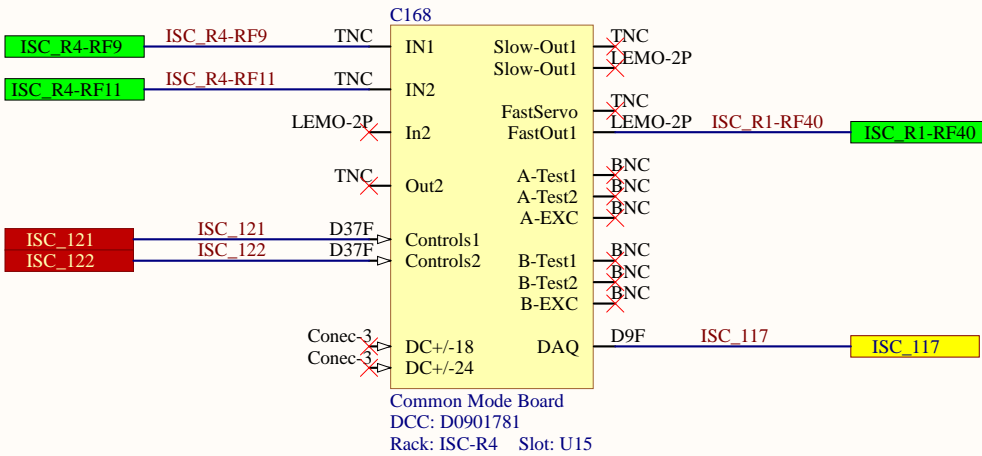 C168
ISC_R4-RF9 ISC_R4-RF9 TNC IN1 Slow-Out1 TNC
Slow-Out1 LEMO-2P
ISC_R4-RF11 ISC_R4-RF11 TNC IN2
FastServo TNC
LEMO-2P In2 FastOut1 LEMO-2P ISC_R1-RF40 ISC_R1-RF40
A-Test1 BNC
TNC Out2 A-Test2 BNC
A-EXC BNC
ISC_121 ISC_121 D37F Controls1
ISC_122 ISC_122 D37F Controls2 B-Test1 BNC
B-Test2 BNC
B-EXC BNC
Conec-3 DC+/-18 DAQ D9F ISC_117 ISC_117
Conec-3 DC+/-24
Common Mode Board
DCC: D0901781
Rack: ISC-R4 Slot: U15